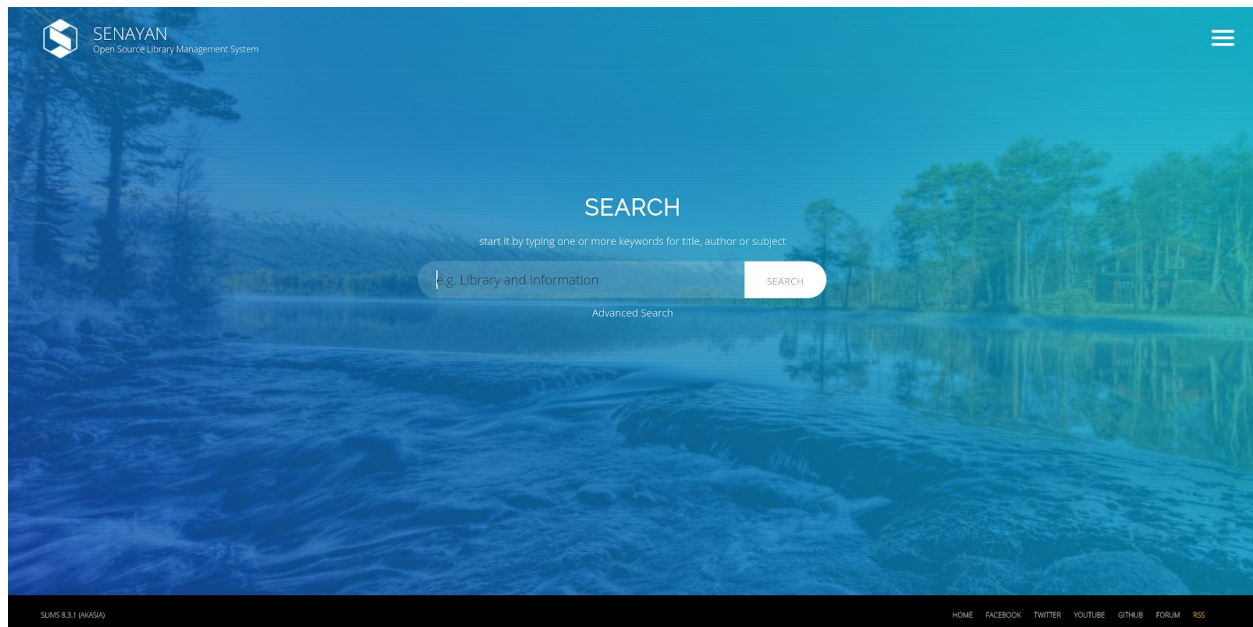 SENAYAN
Open Source Library Management System
SEARCH
start it by typing one or more keywords for title, author or subject
e.g. Library and Information
SEARCH
Advanced Search
SLIMS 8.3.1 (AKASIA)
HOME FACEBOOK TWITTER YOUTUBE GITHUB FORUM RSS